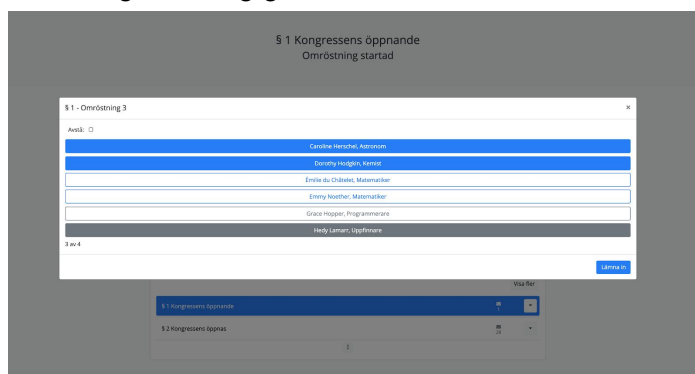 § 1 Kongressens öppnande
Omröstning startad
§ 1 - Omröstning 3 ×
Avstå:
Caroline Herschel, Astronom
Dorothy Hodgkin, Kemist
Émilie du Châtelet, Matematiker
Emmy Noether, Matematiker
Grace Hopper, Programmerare
Hedy Lamarr, Uppfinnare
3 av 4
Lämna in
Visa fler
§ 1 Kongressens öppnande
§ 2 Kongressens öppnas